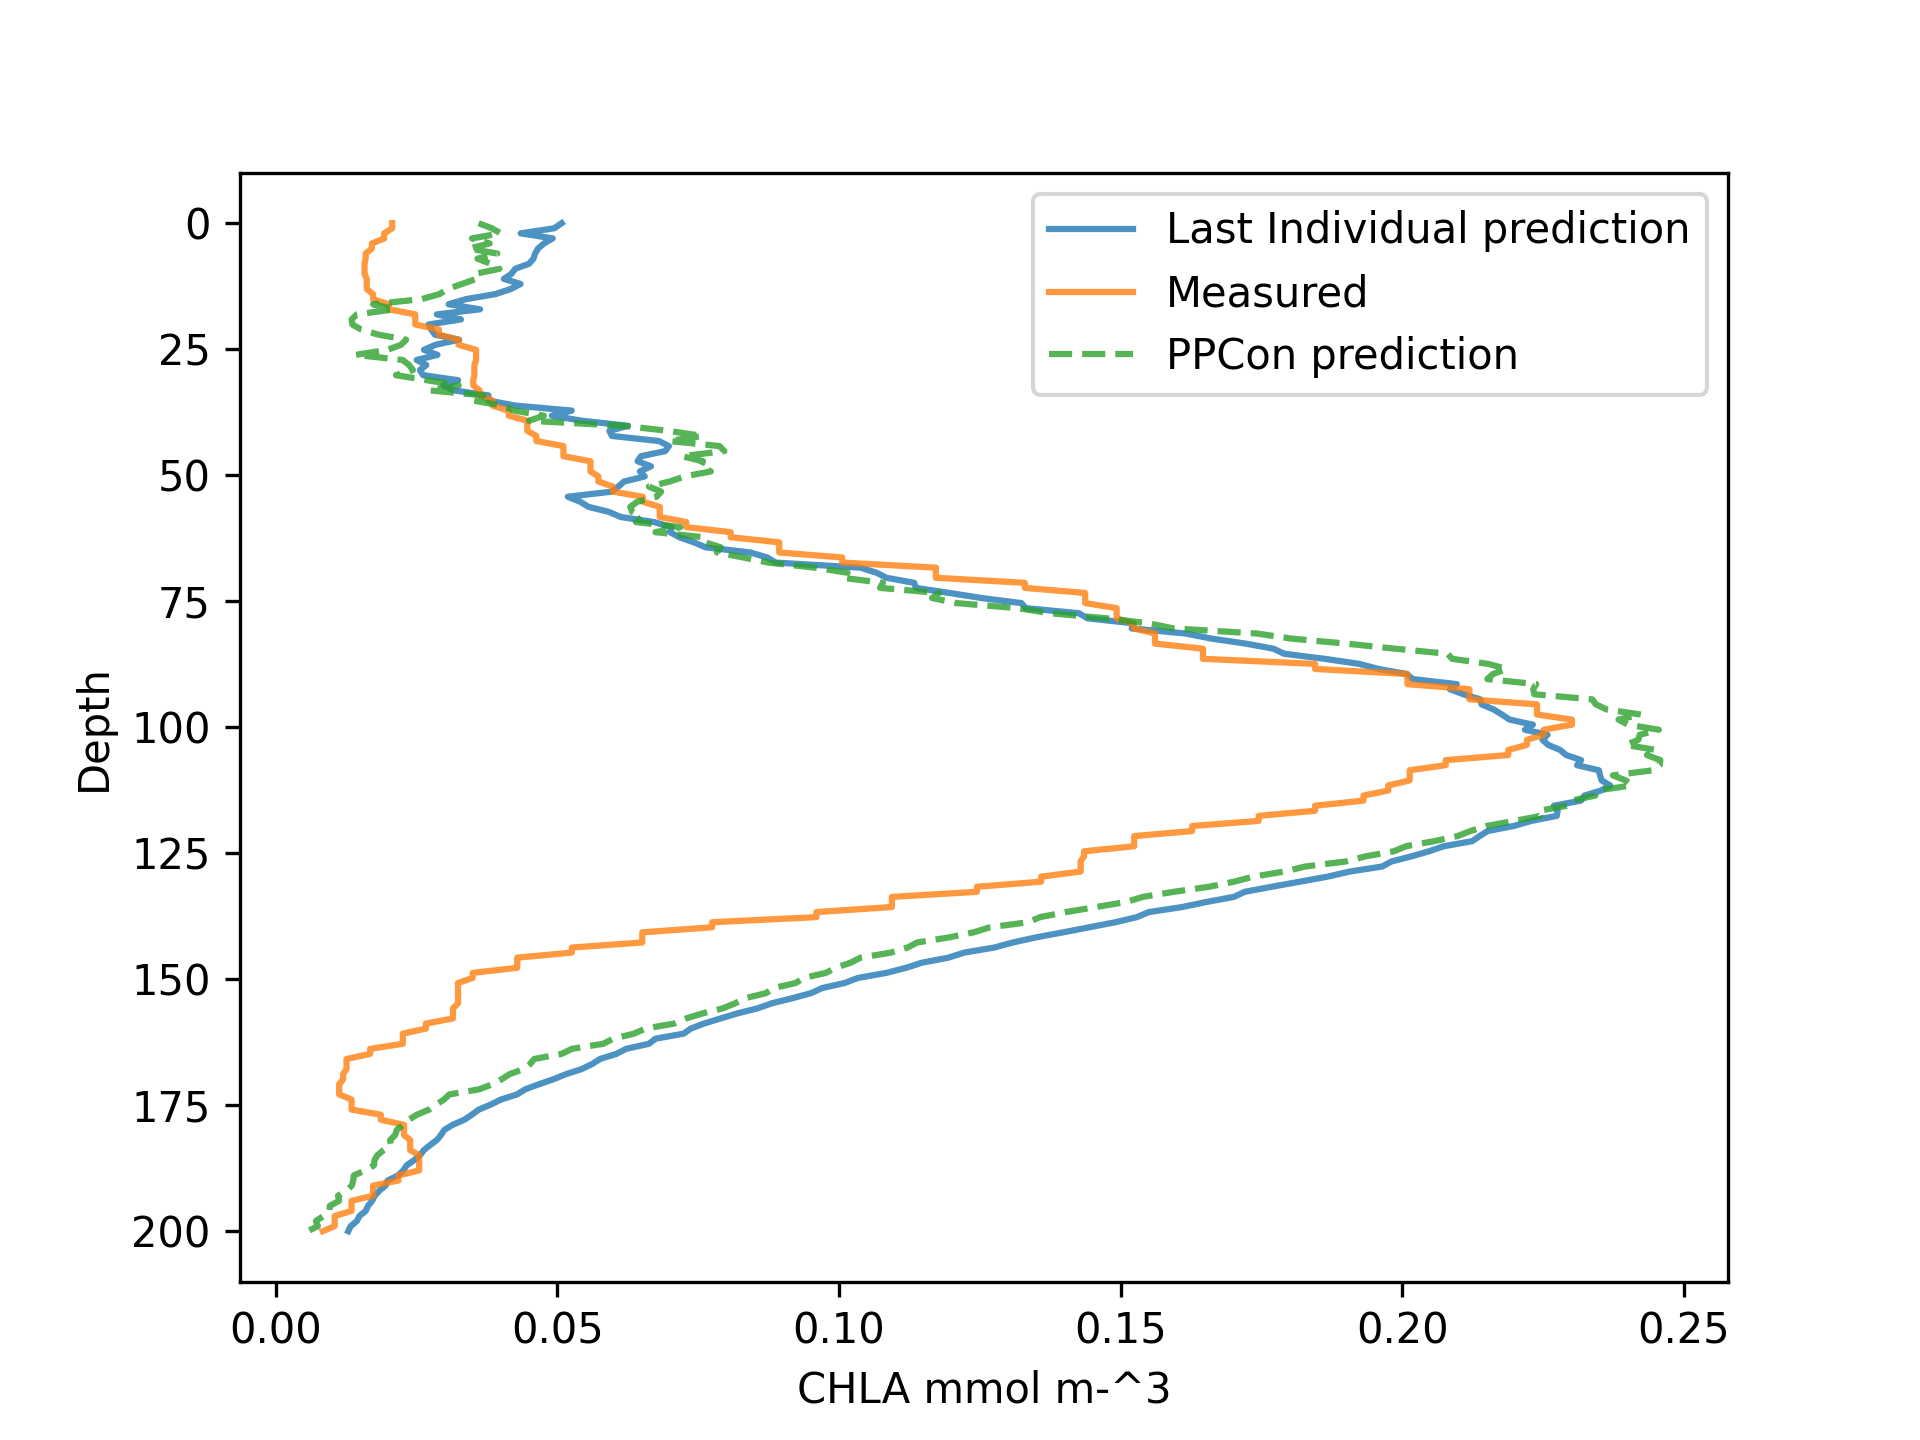 Last Individual prediction
Measured
PPCon prediction
0
25
50
75
100
125
150
175
200
Depth
0.00 0.05 0.10 0.15 0.20 0.25
CHLA mmol m-^3